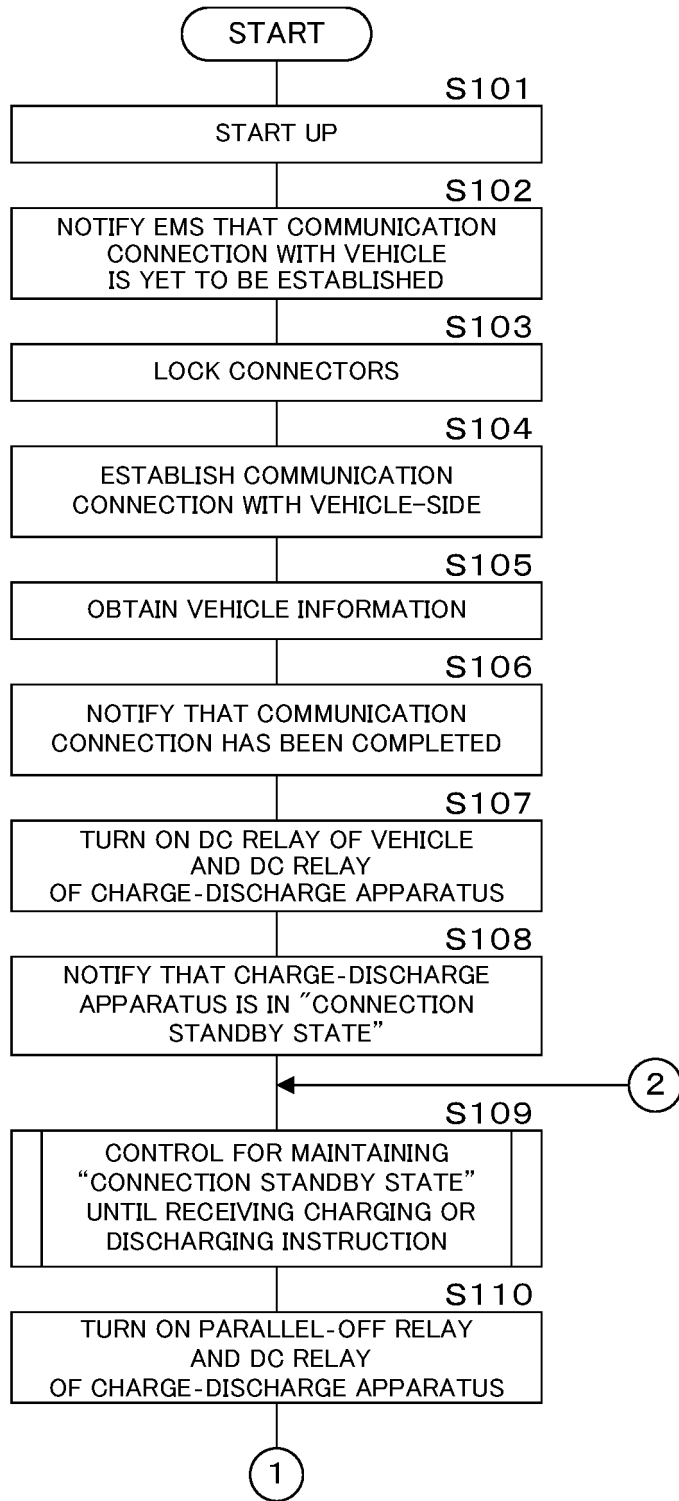 START
S101
START UP
S102
NOTIFY EMS THAT COMMUNICATION
CONNECTION WITH VEHICLE
IS YET TO BE ESTABLISHED
S103
LOCK CONNECTORS
S104
ESTABLISH COMMUNICATION
CONNECTION WITH VEHICLE-SIDE
S105
OBTAIN VEHICLE INFORMATION
S106
NOTIFY THAT COMMUNICATION
CONNECTION HAS BEEN COMPLETED
S107
TURN ON DC RELAY OF VEHICLE
AND DC RELAY
OF CHARGE-DISCHARGE APPARATUS
S108
NOTIFY THAT CHARGE-DISCHARGE
APPARATUS IS IN "CONNECTION
STANDBY STATE”
2
S109
CONTROL FOR MAINTAINING
“CONNECTION STANDBY STATE”
UNTIL RECEIVING CHARGING OR
DISCHARGING INSTRUCTION
S110
TURN ON PARALLEL-OFF RELAY
AND DC RELAY
OF CHARGE-DISCHARGE APPARATUS
1